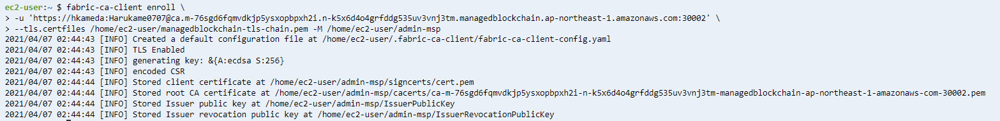 ec2-user:~ $ fabric-ca-client enroll \
> -u 'https://hkameda:Harukame0707@ca.m-76sgd6fqmvdkjp5ysxopbpxh2i.n-k5x6d4o4grfddg535uv3vnj3tm.managedblockchain.ap-northeast-1.amazonaws.com:30002' \
> --tls.certfiles /home/ec2-user/managedblockchain-tls-chain.pem -M /home/ec2-user/admin-msp
2021/04/07 02:44:43 [INFO] Created a default configuration file at /home/ec2-user/.fabric-ca-client/fabric-ca-client-config.yaml
2021/04/07 02:44:43 [INFO] TLS Enabled
2021/04/07 02:44:43 [INFO] generating key: &{A:ecdsa S:256}
2021/04/07 02:44:43 [INFO] encoded CSR
2021/04/07 02:44:44 [INFO] Stored client certificate at /home/ec2-user/admin-msp/signcerts/cert.pem
2021/04/07 02:44:44 [INFO] Stored root CA certificate at /home/ec2-user/admin-msp/cacerts/ca-m-76sgd6fqmvdkjp5ysxopbpxh2i-n-k5x6d4o4grfddg535uv3vnj3tm-managedblockchain-ap-northeast-1-amazonaws-com-30002.pem
2021/04/07 02:44:44 [INFO] Stored Issuer public key at /home/ec2-user/admin-msp/IssuerPublicKey
2021/04/07 02:44:44 [INFO] Stored Issuer revocation public key at /home/ec2-user/admin-msp/IssuerRevocationPublicKey